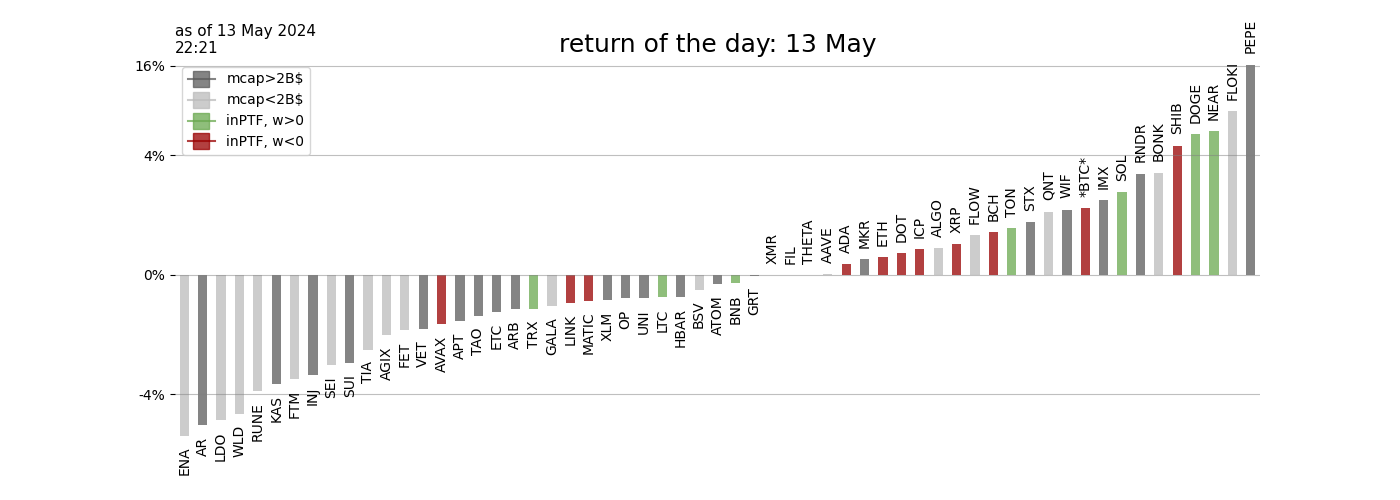 as of 13 May 2024
22:21
return of the day: 13 May
16%
4%
0%
-4%
mcap>2B$
mcap<2B$
inPTF, w>0
inPTF, w<0
ENA
AR
LDO
WLD
RUNE
KAS
FTM
INJ
SEI
SUI
TIA
AGIX
FET
VET
AVAX
APT
TAO
ETC
ARB
TRX
GALA
LINK
MATIC
XLM
OP
UNI
LTC
HBAR
BSV
ATOM
BNB
GRT
XMR
FIL
THETA
AAVE
ADA
MKR
ETH
DOT
ICP
ALGO
XRP
FLOW
BCH
TON
STX
QNT
WIF
*BTC*
IMX
SOL
RNDR
BONK
SHIB
DOGE
NEAR
FLOKI
PEPE